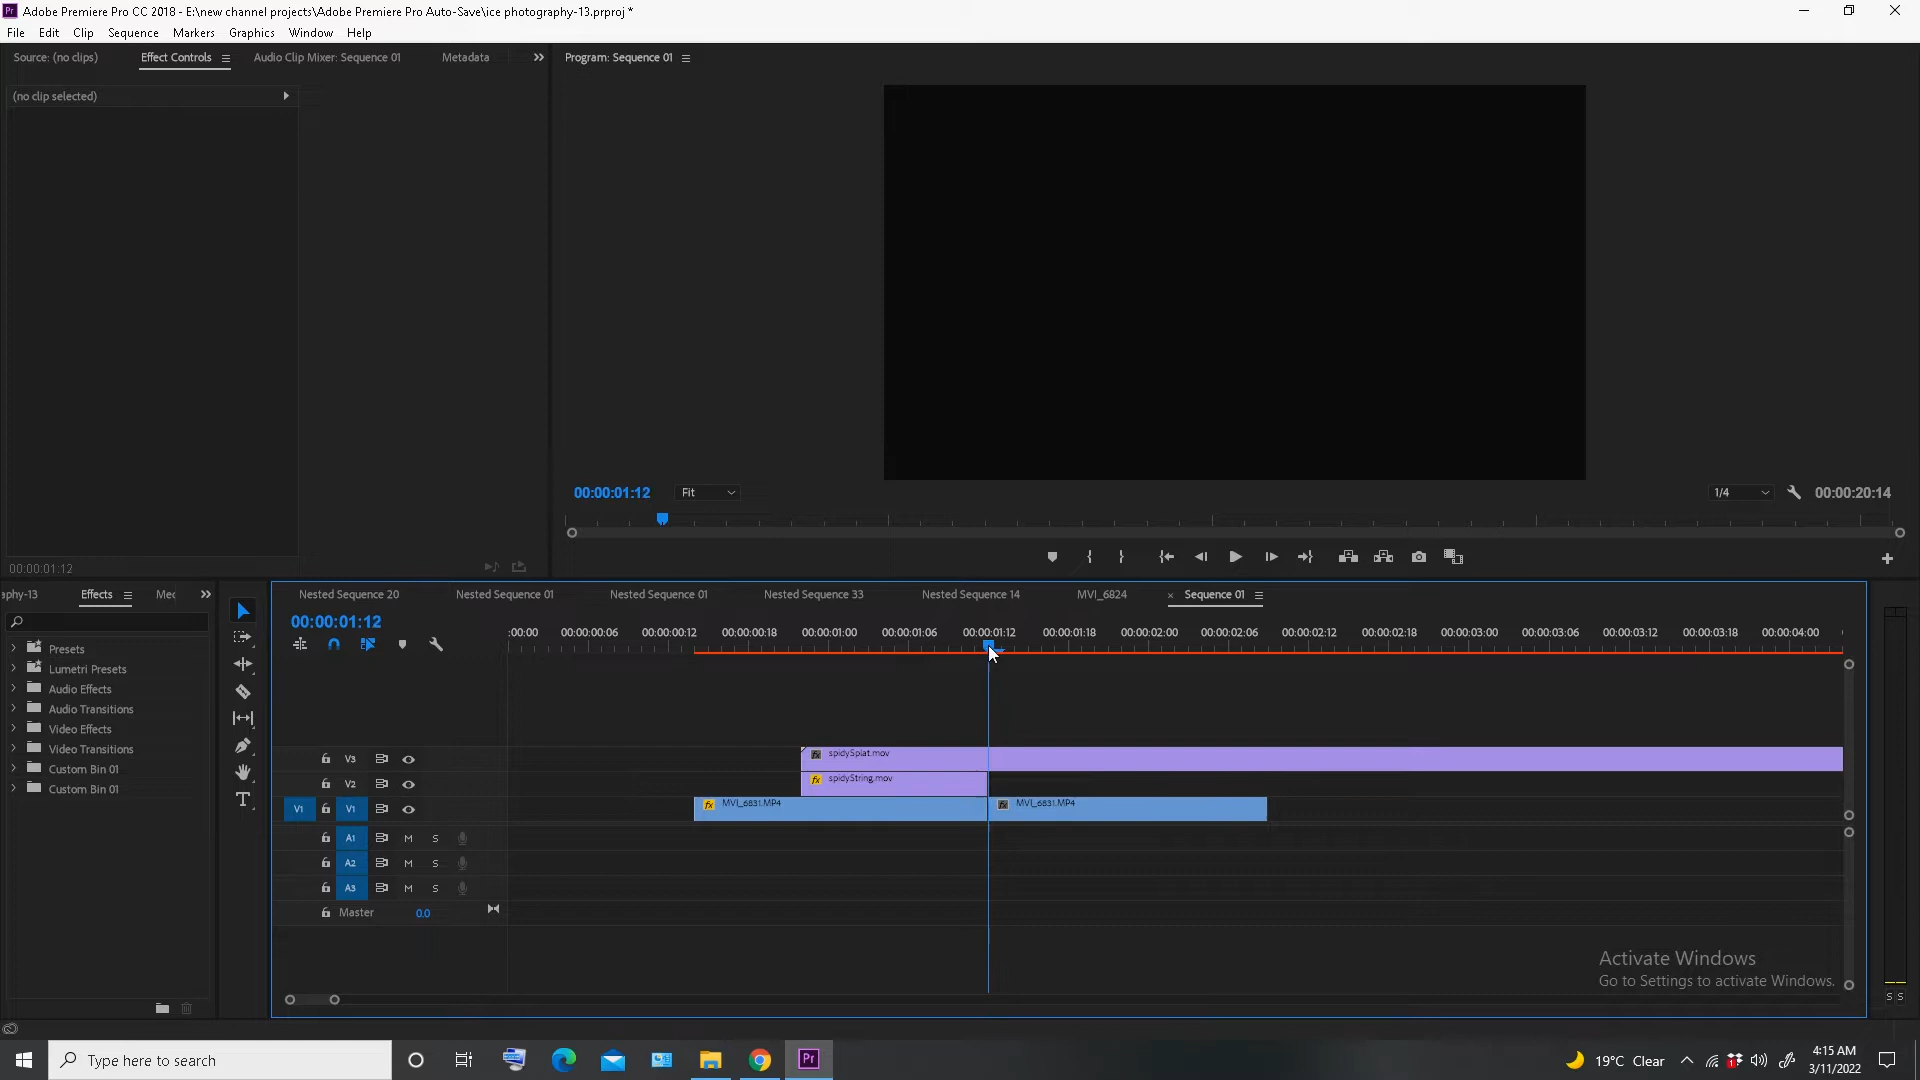 Adobe Premiere Pro CC 2018 - E:\new channel projects\Adobe Premiere Pro Auto-Save\ice photography-13.prproj *
File Edit Clip Sequence Markers Graphics Window Help
Source: (no clips) Effect Controls Audio Clip Mixer: Sequence 01 Metadata
Program: Sequence 01
(no clip selected)
00:00:01:12 Fit 1/4 00:00:20:14
00:00:01:12
aphy-13 Effects Mec
Nested Sequence 20 Nested Sequence 01 Nested Sequence 01 Nested Sequence 33 Nested Sequence 14 MVI_6824 × Sequence 01
00:00:01:12
:00:00 00:00:00:06 00:00:00:12 00:00:00:18 00:00:01:00 00:00:01:06 00:00:01:12 00:00:01:18 00:00:02:00 00:00:02:06 00:00:02:12 00:00:02:18 00:00:03:00 00:00:03:06 00:00:03:12 00:00:03:18 00:00:04:00
Presets
Lumetri Presets
Audio Effects
Audio Transitions
Video Effects
Video Transitions
Custom Bin 01
Custom Bin 01
V3 fx spidySplat.mov
V2 fx spidyString.mov
V1 V1 fx MVI_6831.MP4 fx MVI_6831.MP4
A1 M S
A2 M S
A3 M S
Master 0.0
Activate Windows
Go to Settings to activate Windows.
S S
Type here to search
Pr
19°C Clear
4:15 AM
3/11/2022